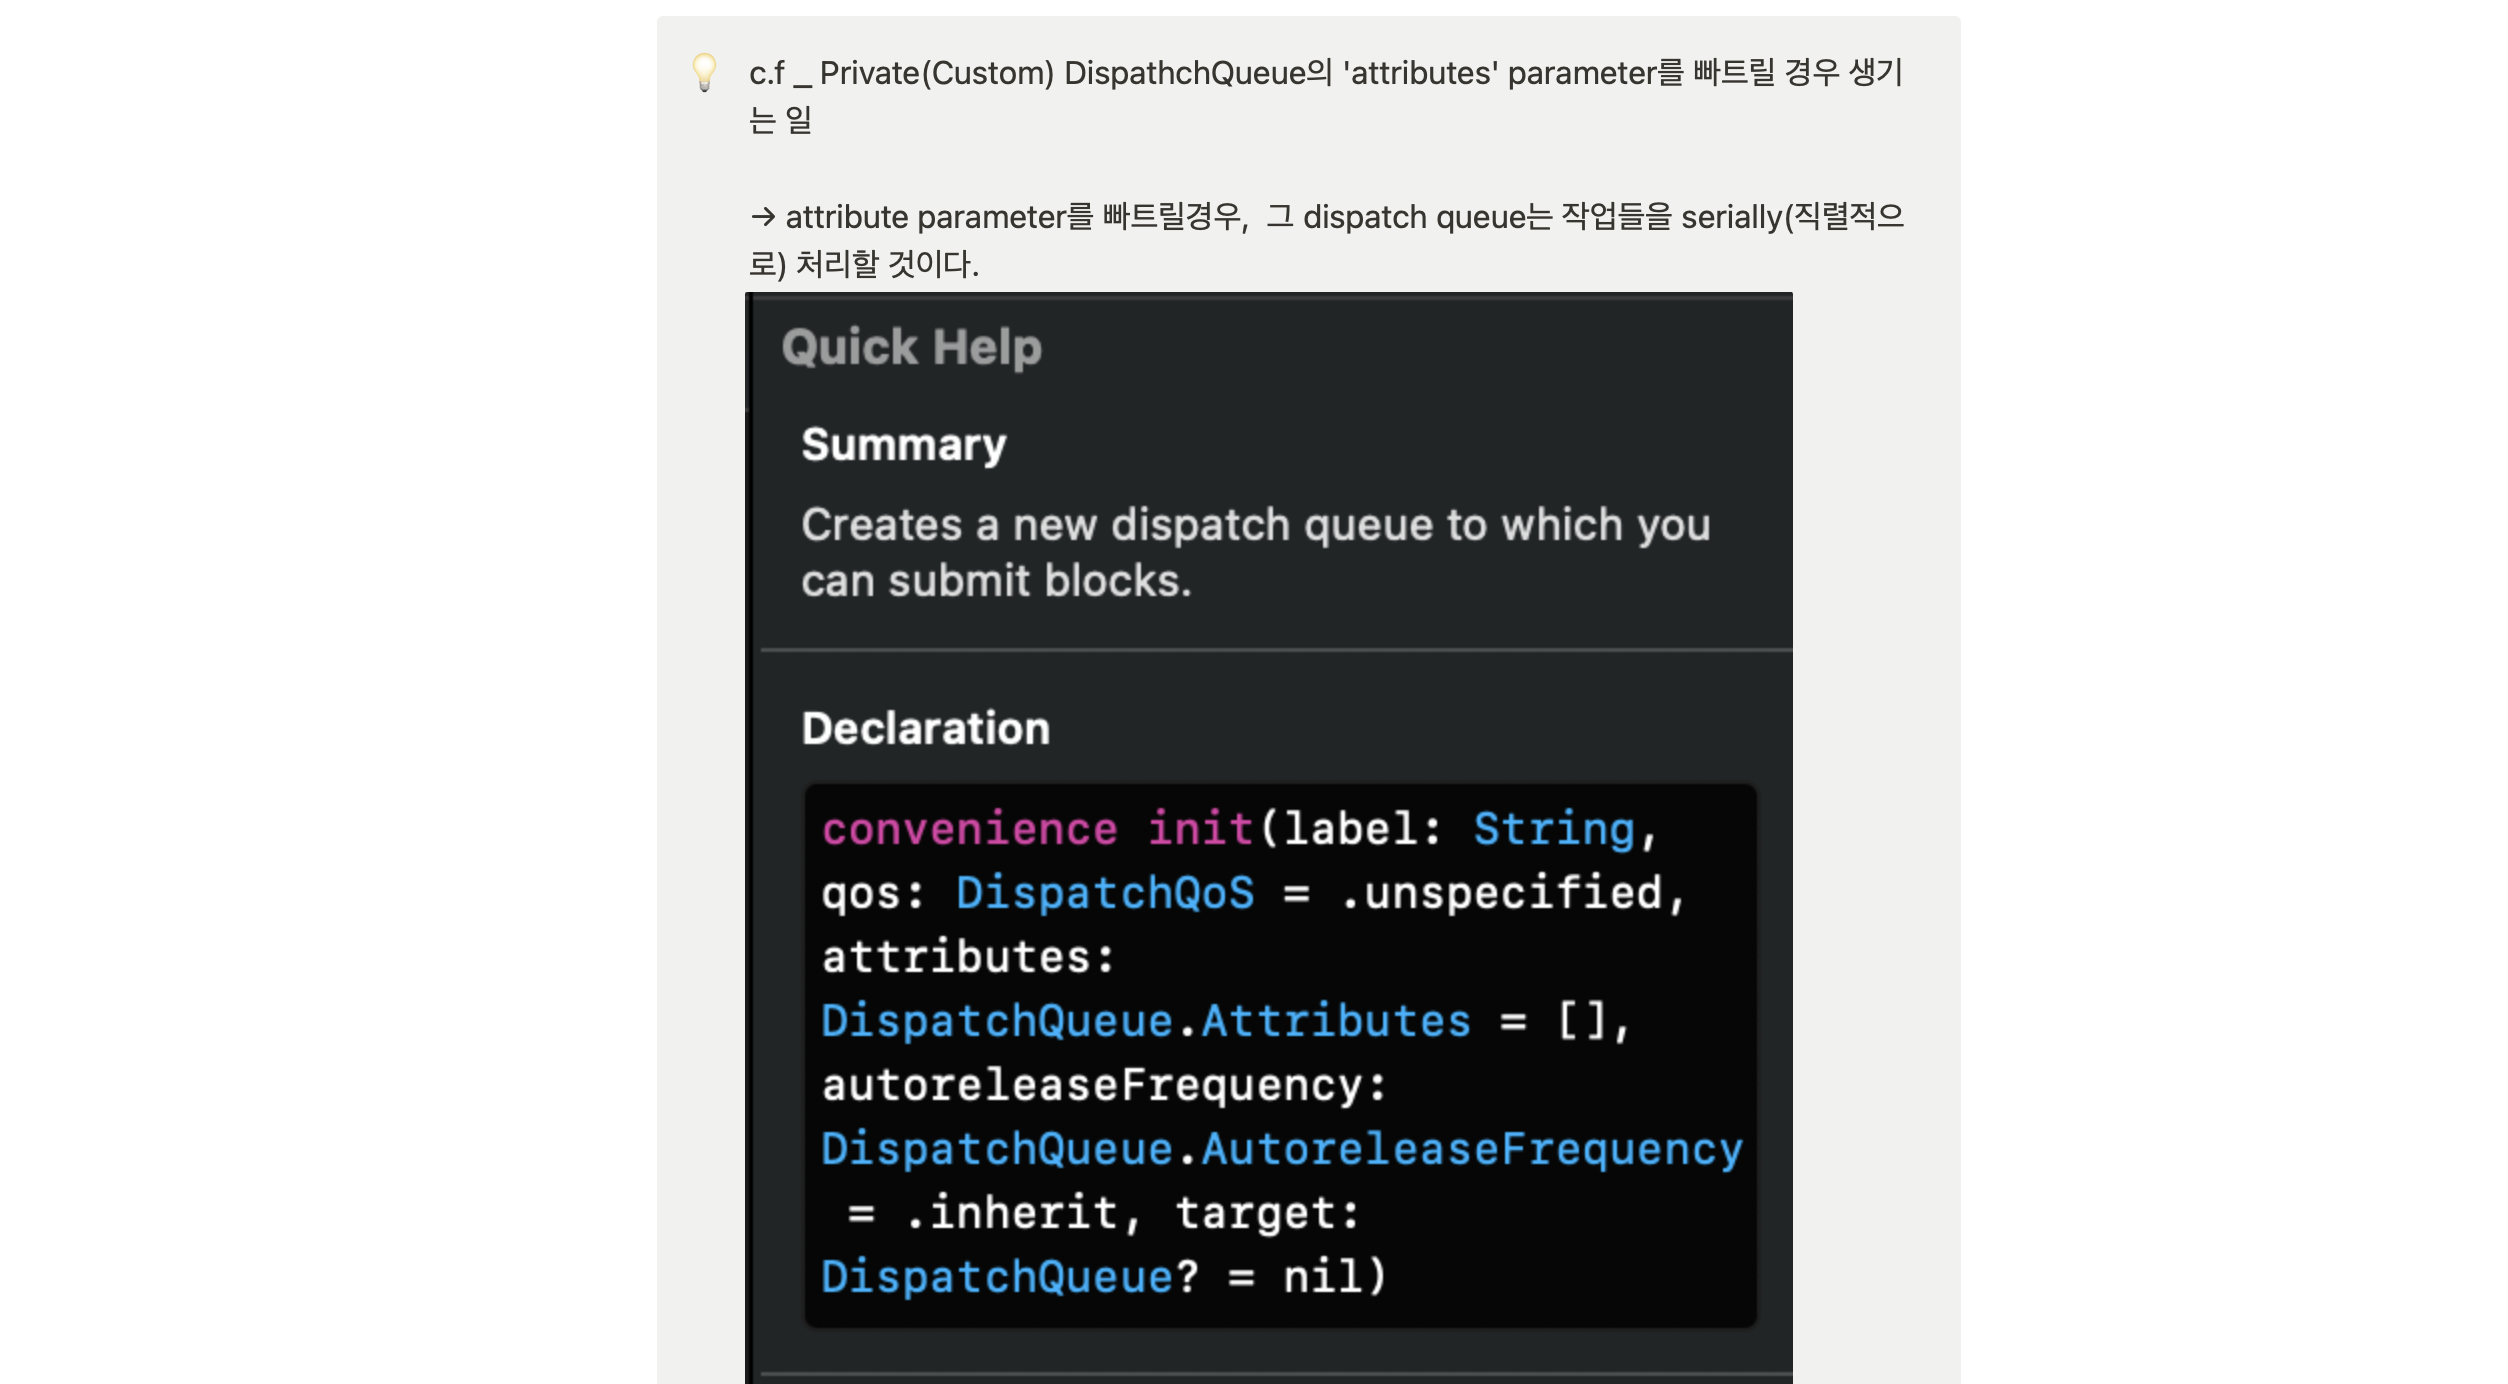 c.f _ Private(Custom) DispathchQueue의 'attributes' parameter를 빠트릴 경우 생기
는 일
→ attribute parameter를 빠트릴경우, 그 dispatch queue는 작업들을 serially(직렬적으
로) 처리할 것이다.
Quick Help
Summary
Creates a new dispatch queue to which you
can submit blocks.
Declaration
convenience init(label: String,
qos: DispatchQoS = .unspecified,
attributes:
DispatchQueue.Attributes = [],
autoreleaseFrequency:
DispatchQueue.AutoreleaseFrequency
= .inherit, target:
DispatchQueue? = nil)